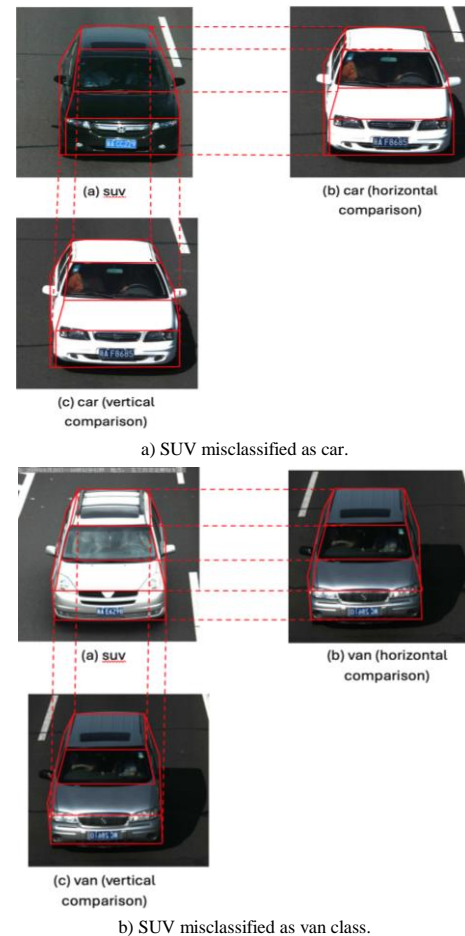 (a) suv
(b) car (horizontal
comparison)
AF8685
(c) car (vertical
comparison)
a) SUV misclassified as car.
(a) suv
(b) van (horizontal
comparison)
(c) van (vertical
comparison)
b) SUV misclassified as van class.